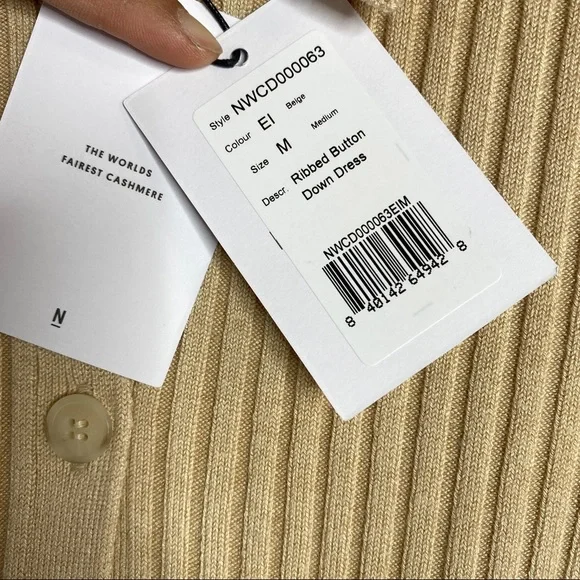 THE WORLDS
FAIREST CASHMERE
N
Style NWCD000063
Colour EI Beige
Size M Medium
Descr. Ribbed Button
Down Dress
NWCD000063EIM
8 40142 64942 8